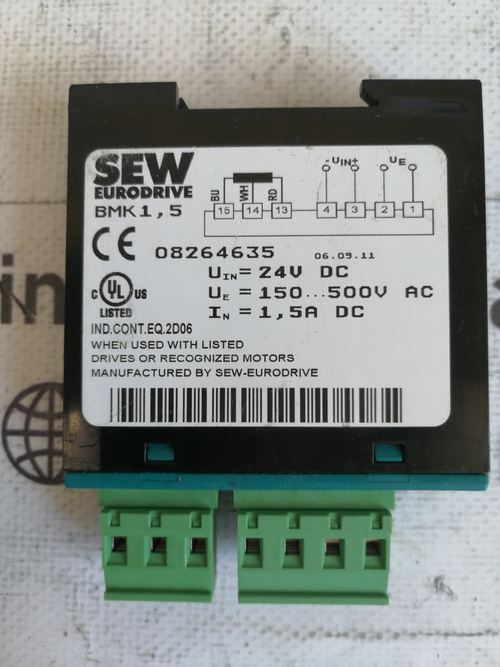 SEW
EURODRIVE
BMK1,5
BU
WH
RD
-UIN+
UE
15
14
13
4
3
2
1
CE
08264635
06.09.11
UIN = 24V DC
UE = 150...500V AC
IN = 1,5A DC
C UL US
LISTED
IND.CONT.EQ.2D06
WHEN USED WITH LISTED
DRIVES OR RECOGNIZED MOTORS
MANUFACTURED BY SEW-EURODRIVE
in